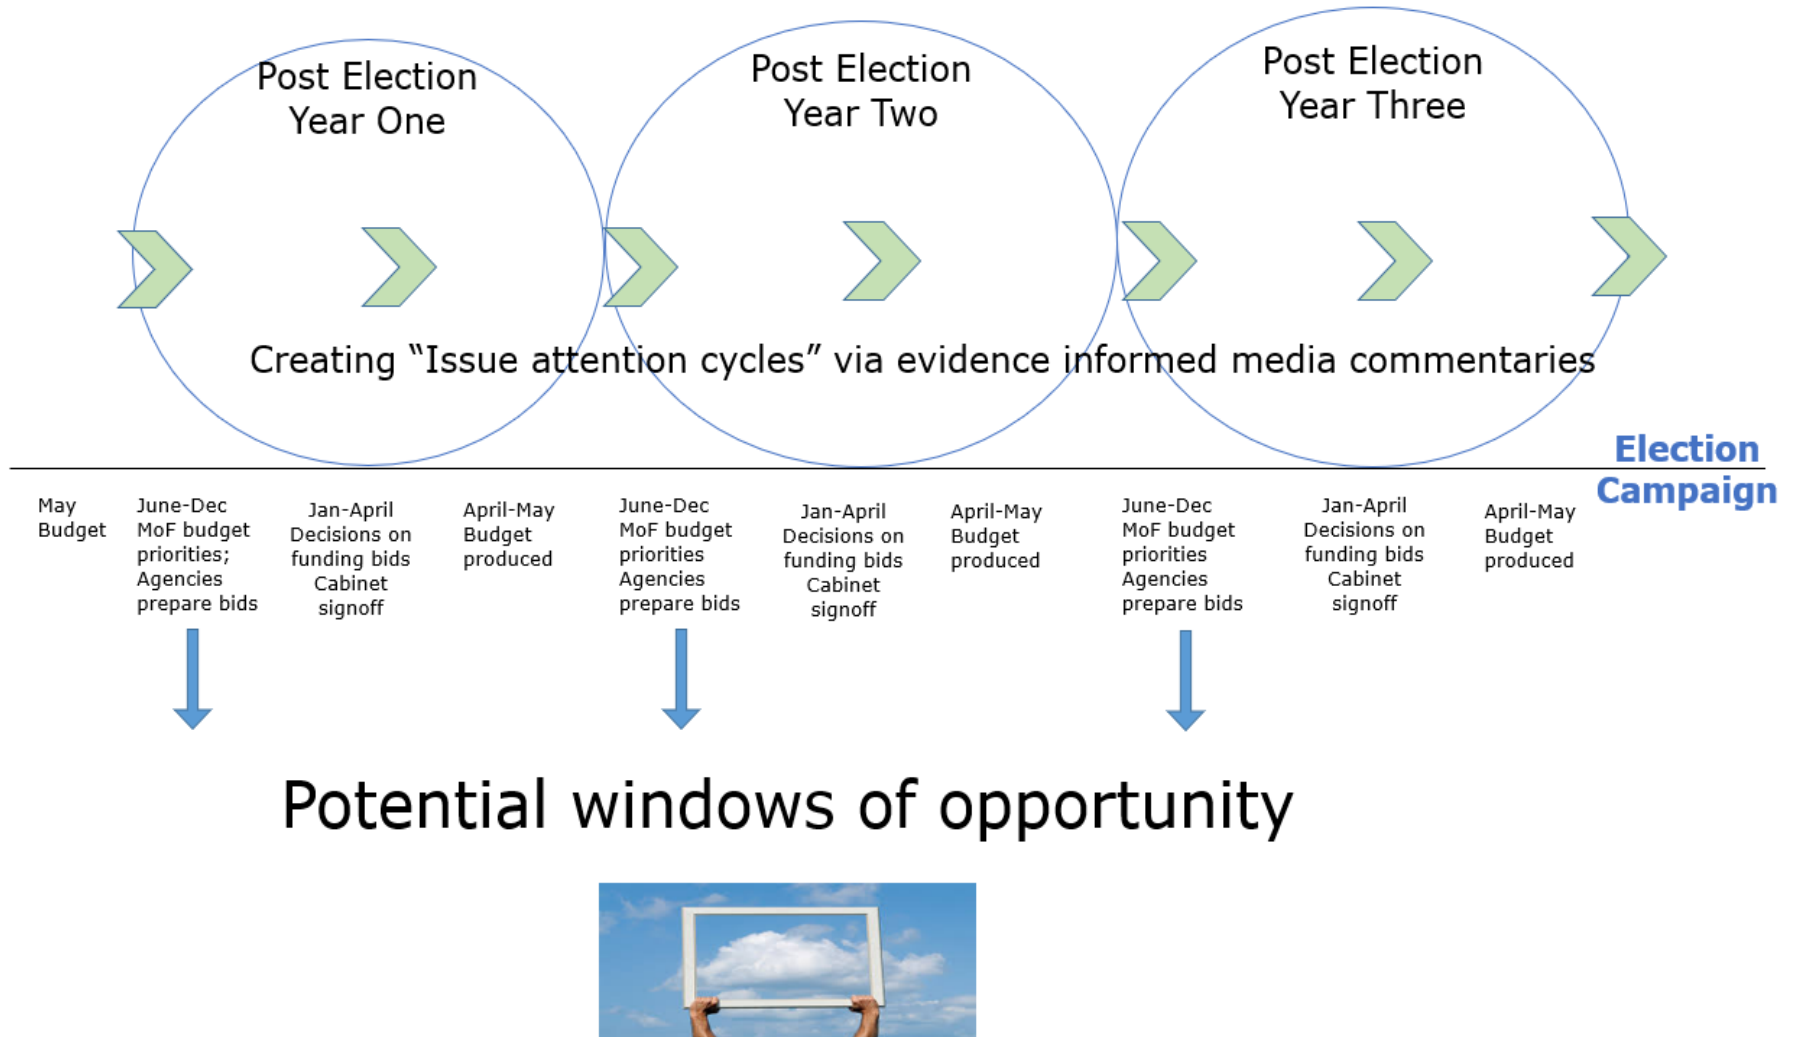 Post Election
Year One
Post Election
Year Two
Post Election
Year Three
Creating “Issue attention cycles” via evidence informed media commentaries
Election
Campaign
May
Budget
June-Dec
MoF budget
priorities;
Agencies
prepare bids
Jan-April
Decisions on
funding bids
Cabinet
signoff
April-May
Budget
produced
June-Dec
MoF budget
priorities
Agencies
prepare bids
Jan-April
Decisions on
funding bids
Cabinet
signoff
April-May
Budget
produced
June-Dec
MoF budget
priorities
Agencies
prepare bids
Jan-April
Decisions on
funding bids
Cabinet
signoff
April-May
Budget
produced
Potential windows of opportunity